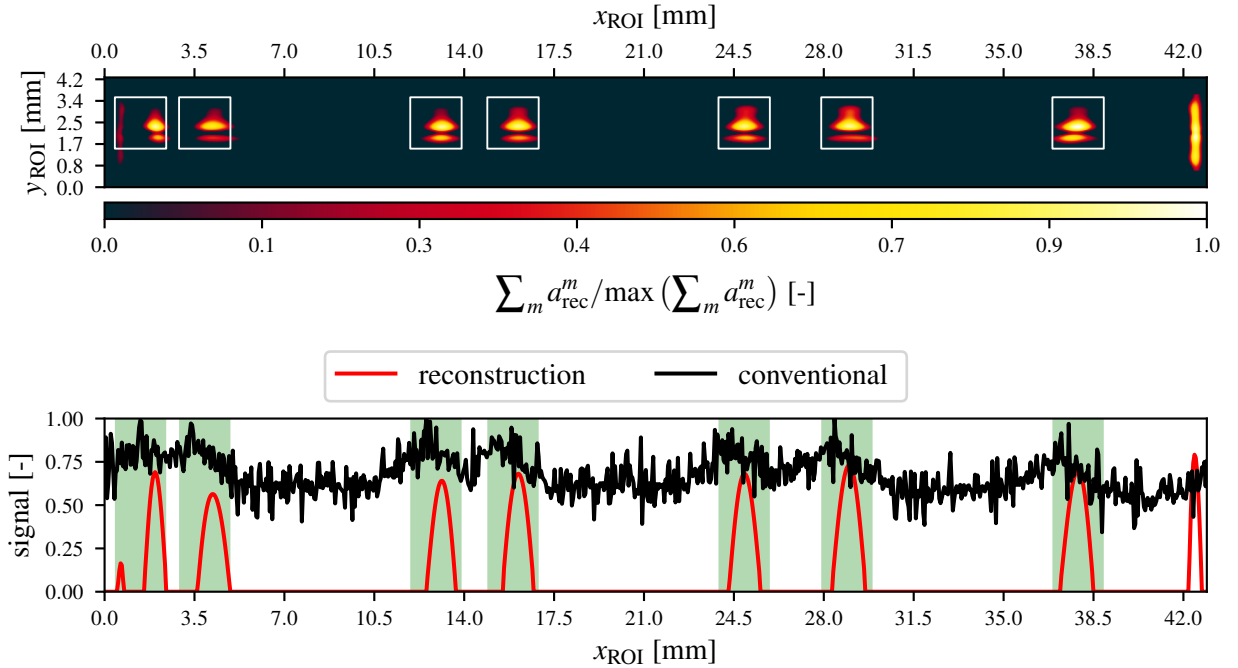 x_ROI [mm]
0.0 3.5 7.0 10.5 14.0 17.5 21.0 24.5 28.0 31.5 35.0 38.5 42.0
y_ROI [mm]
4.2
3.4
2.5
1.7
0.8
0.0
0.0 0.1 0.3 0.4 0.6 0.7 0.9 1.0
∑_m a_rec^m/max (∑_m a_rec^m) [-]
reconstruction conventional
signal [-]
1.00
0.75
0.50
0.25
0.00
0.0 3.5 7.0 10.5 14.0 17.5 21.0 24.5 28.0 31.5 35.0 38.5 42.0
x_ROI [mm]